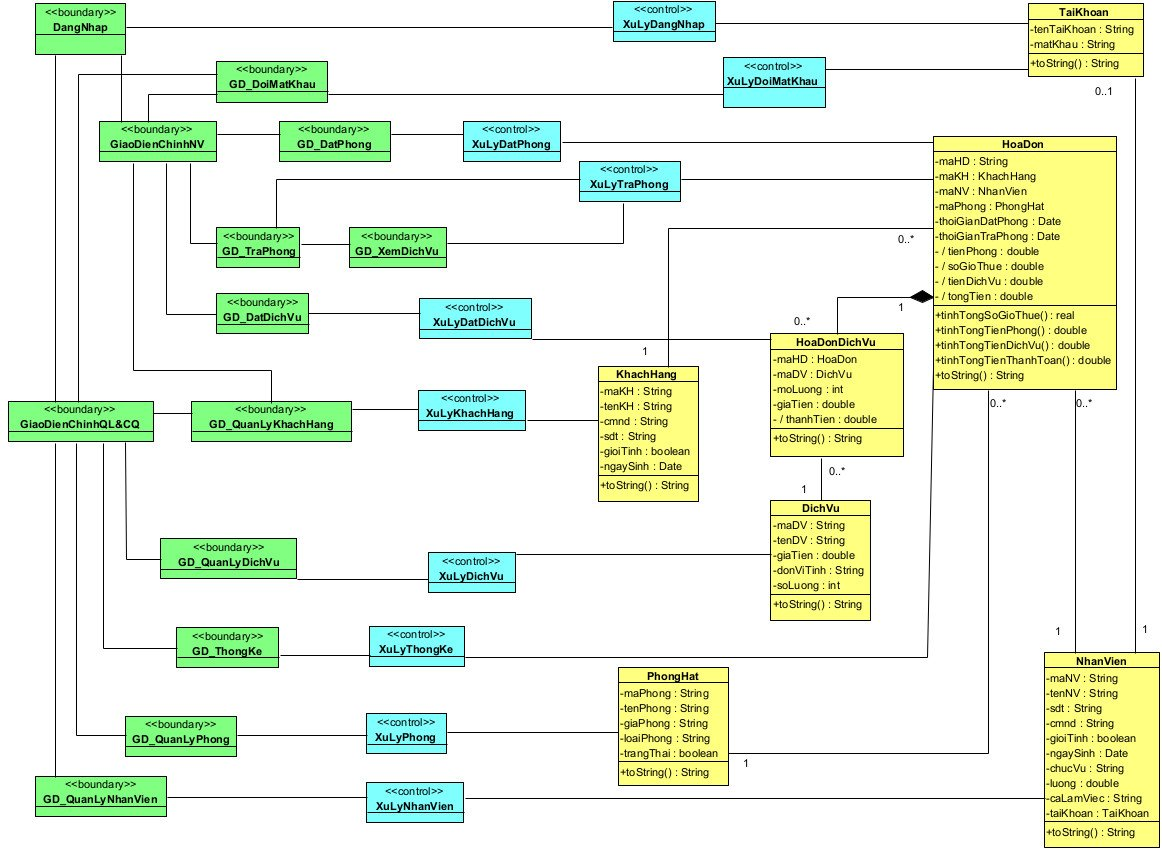 <<boundary>>
DangNhap
<<control>>
XuLyDangNhap
TaiKhoan
-tenTaiKhoan : String
-matKhau : String
+toString() : String
0..1
<<boundary>>
GD_DoiMatKhau
<<control>>
XuLyDoiMatKhau
<<boundary>>
GiaoDienChinhNV
<<boundary>>
GD_DatPhong
<<control>>
XuLyDatPhong
<<control>>
XuLyTraPhong
HoaDon
-maHD : String
-maKH : KhachHang
-maNV : NhanVien
-maPhong : PhongHat
-thoiGianDatPhong : Date
-thoiGianTraPhong : Date
- / tienPhong : double
- / soGioThue : double
- / tienDichVu : double
- / tongTien : double
+tinhTongSoGioThue() : real
+tinhTongTienPhong() : double
+tinhTongTienDichVu() : double
+tinhTongTienThanhToan() : double
+toString() : String
0..*
1
0..*
0..*
<<boundary>>
GD_TraPhong
<<boundary>>
GD_XemDichVu
<<boundary>>
GD_DatDichVu
<<control>>
XuLyDatDichVu
0..*
HoaDonDichVu
-maHD : HoaDon
-maDV : DichVu
-moLuong : int
-giaTien : double
- / thanhTien : double
+toString() : String
0..*
1
1
KhachHang
-maKH : String
-tenKH : String
-cmnd : String
-sdt : String
-gioiTinh : boolean
-ngaySinh : Date
+toString() : String
<<boundary>>
GiaoDienChinhQL&CQ
<<boundary>>
GD_QuanLyKhachHang
<<control>>
XuLyKhachHang
DichVu
-maDV : String
-tenDV : String
-giaTien : double
-donViTinh : String
-soLuong : int
+toString() : String
<<boundary>>
GD_QuanLyDichVu
<<control>>
XuLyDichVu
<<boundary>>
GD_ThongKe
<<control>>
XuLyThongKe
PhongHat
-maPhong : String
-tenPhong : String
-giaPhong : String
-loaiPhong : String
-trangThai : boolean
+toString() : String
1
1
1
NhanVien
-maNV : String
-tenNV : String
-sdt : String
-cmnd : String
-gioiTinh : boolean
-ngaySinh : Date
-chucVu : String
-luong : double
-caLamViec : String
-taiKhoan : TaiKhoan
+toString() : String
<<boundary>>
GD_QuanLyPhong
<<control>>
XuLyPhong
<<boundary>>
GD_QuanLyNhanVien
<<control>>
XuLyNhanVien